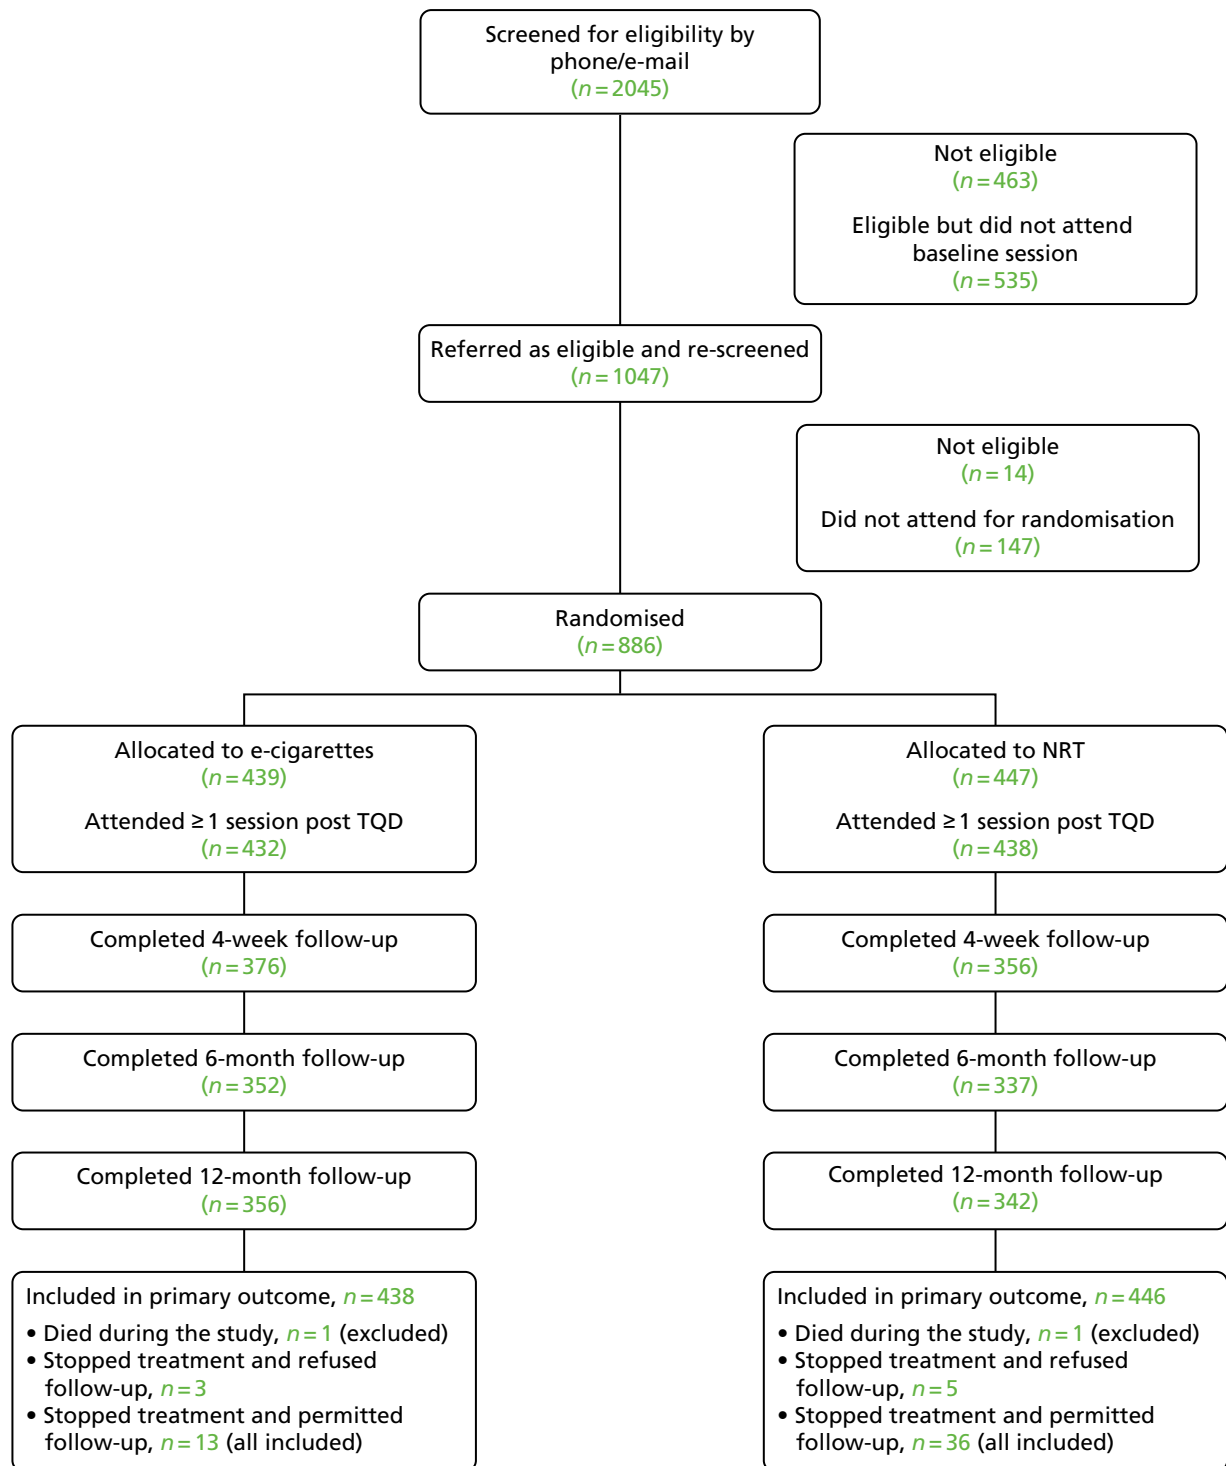 Screened for eligibility by
phone/e-mail
(n = 2045)
Not eligible
(n = 463)
Eligible but did not attend
baseline session
(n = 535)
Referred as eligible and re-screened
(n = 1047)
Not eligible
(n = 14)
Did not attend for randomisation
(n = 147)
Randomised
(n = 886)
Allocated to e-cigarettes
(n = 439)
Attended ≥ 1 session post TQD
(n = 432)
Allocated to NRT
(n = 447)
Attended ≥ 1 session post TQD
(n = 438)
Completed 4-week follow-up
(n = 376)
Completed 4-week follow-up
(n = 356)
Completed 6-month follow-up
(n = 352)
Completed 6-month follow-up
(n = 337)
Completed 12-month follow-up
(n = 356)
Completed 12-month follow-up
(n = 342)
Included in primary outcome, n = 438
• Died during the study, n = 1 (excluded)
• Stopped treatment and refused
follow-up, n = 3
• Stopped treatment and permitted
follow-up, n = 13 (all included)
Included in primary outcome, n = 446
• Died during the study, n = 1 (excluded)
• Stopped treatment and refused
follow-up, n = 5
• Stopped treatment and permitted
follow-up, n = 36 (all included)